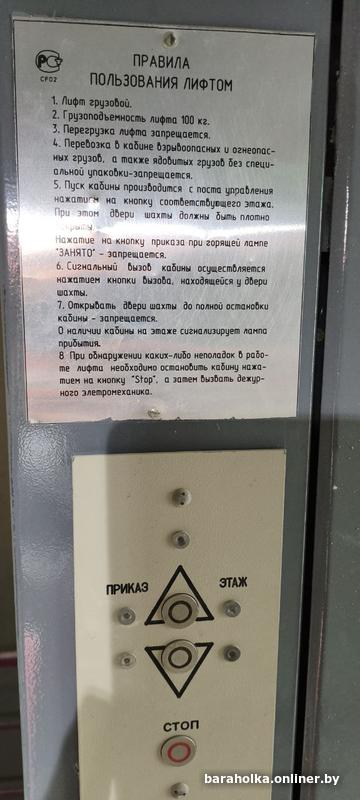 РС
СР02
ПРАВИЛА
ПОЛЬЗОВАНИЯ ЛИФТОМ
1. Лифт грузовой.
2. Грузоподъемность лифта 100 кг.
3. Перегрузка лифта запрещается.
4. Перевозка в кабине взрывоопасных и огнеопас-
ных грузов, а также ядовитых грузов без специ-
альной упаковки-запрещается.
5. Пуск кабины производится с поста управления
нажатием на кнопку соответствующего этажа.
При этом двери шахты должны быть плотно
Нажатие на кнопку приказа при горящей лампе
"ЗАНЯТО" - запрещается.
6. Сигнальный вызов кабины осуществляется
нажатием кнопки вызова, находящейся у двери
шахты.
7. Открывать двери шахты до полной остановки
кабины - запрещается.
О наличии кабины на этаже сигнализирует лампа
прибытия.
8 При обнаружении каких-либо неполадок в рабо-
те лифта необходимо остановить кабину нажа-
тием на кнопку "Stop", а затем вызвать дежур-
ного элетромеханика.
ПРИКАЗ ЭТАЖ
СТОП
baraholka.onliner.by